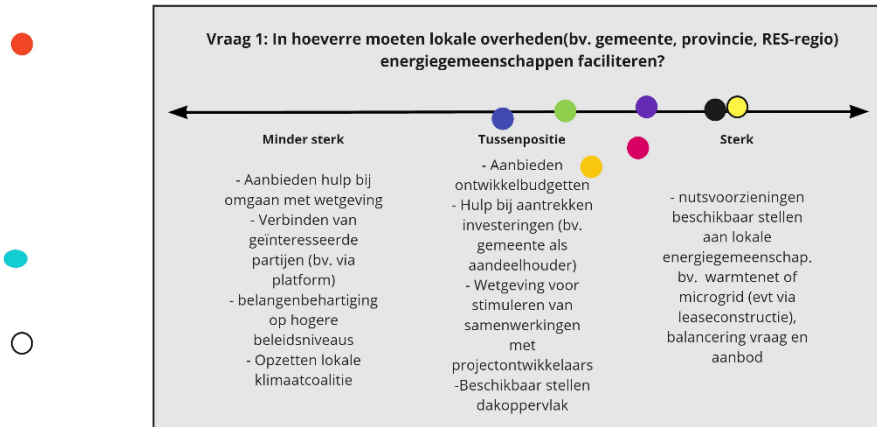 Vraag 1: In hoeverre moeten lokale overheden(bv. gemeente, provincie, RES-regio)
energiegemeenschappen faciliteren?
Minder sterk
- Aanbieden hulp bij
omgaan met wetgeving
- Verbinden van
geïnteresseerde
partijen (bv. via
platform)
- belangenbehartiging
op hogere
beleidsniveaus
- Opzetten lokale
klimaatcoalitie
Tussenpositie
- Aanbieden
ontwikkelbudgetten
- Hulp bij aantrekken
investeringen (bv.
gemeente als
aandeelhouder)
- Wetgeving voor
stimuleren van
samenwerkingen
met
projectontwikkelaars
-Beschikbaar stellen
dakoppervlak
Sterk
- nutsvoorzieningen
beschikbaar stellen
aan lokale
energiegemeenschap.
bv. warmtenet of
microgrid (evt via
leaseconstructie),
balancering vraag en
aanbod